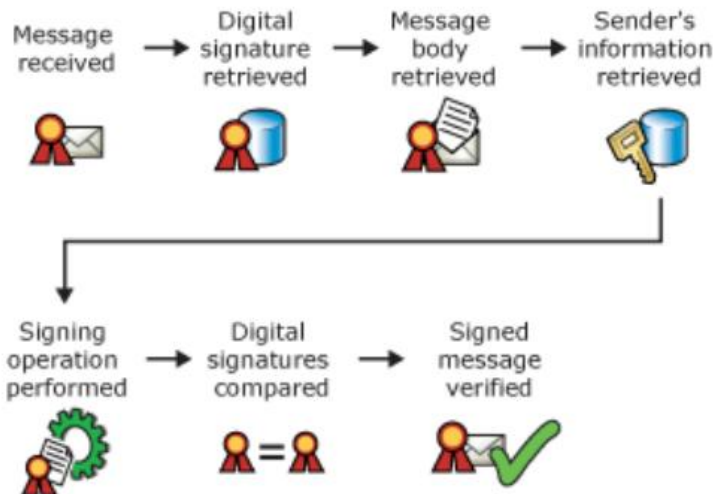 Message
received
Digital
signature
retrieved
Message
body
retrieved
Sender's
information
retrieved
Signing
operation
performed
Digital
signatures
compared
Signed
message
verified